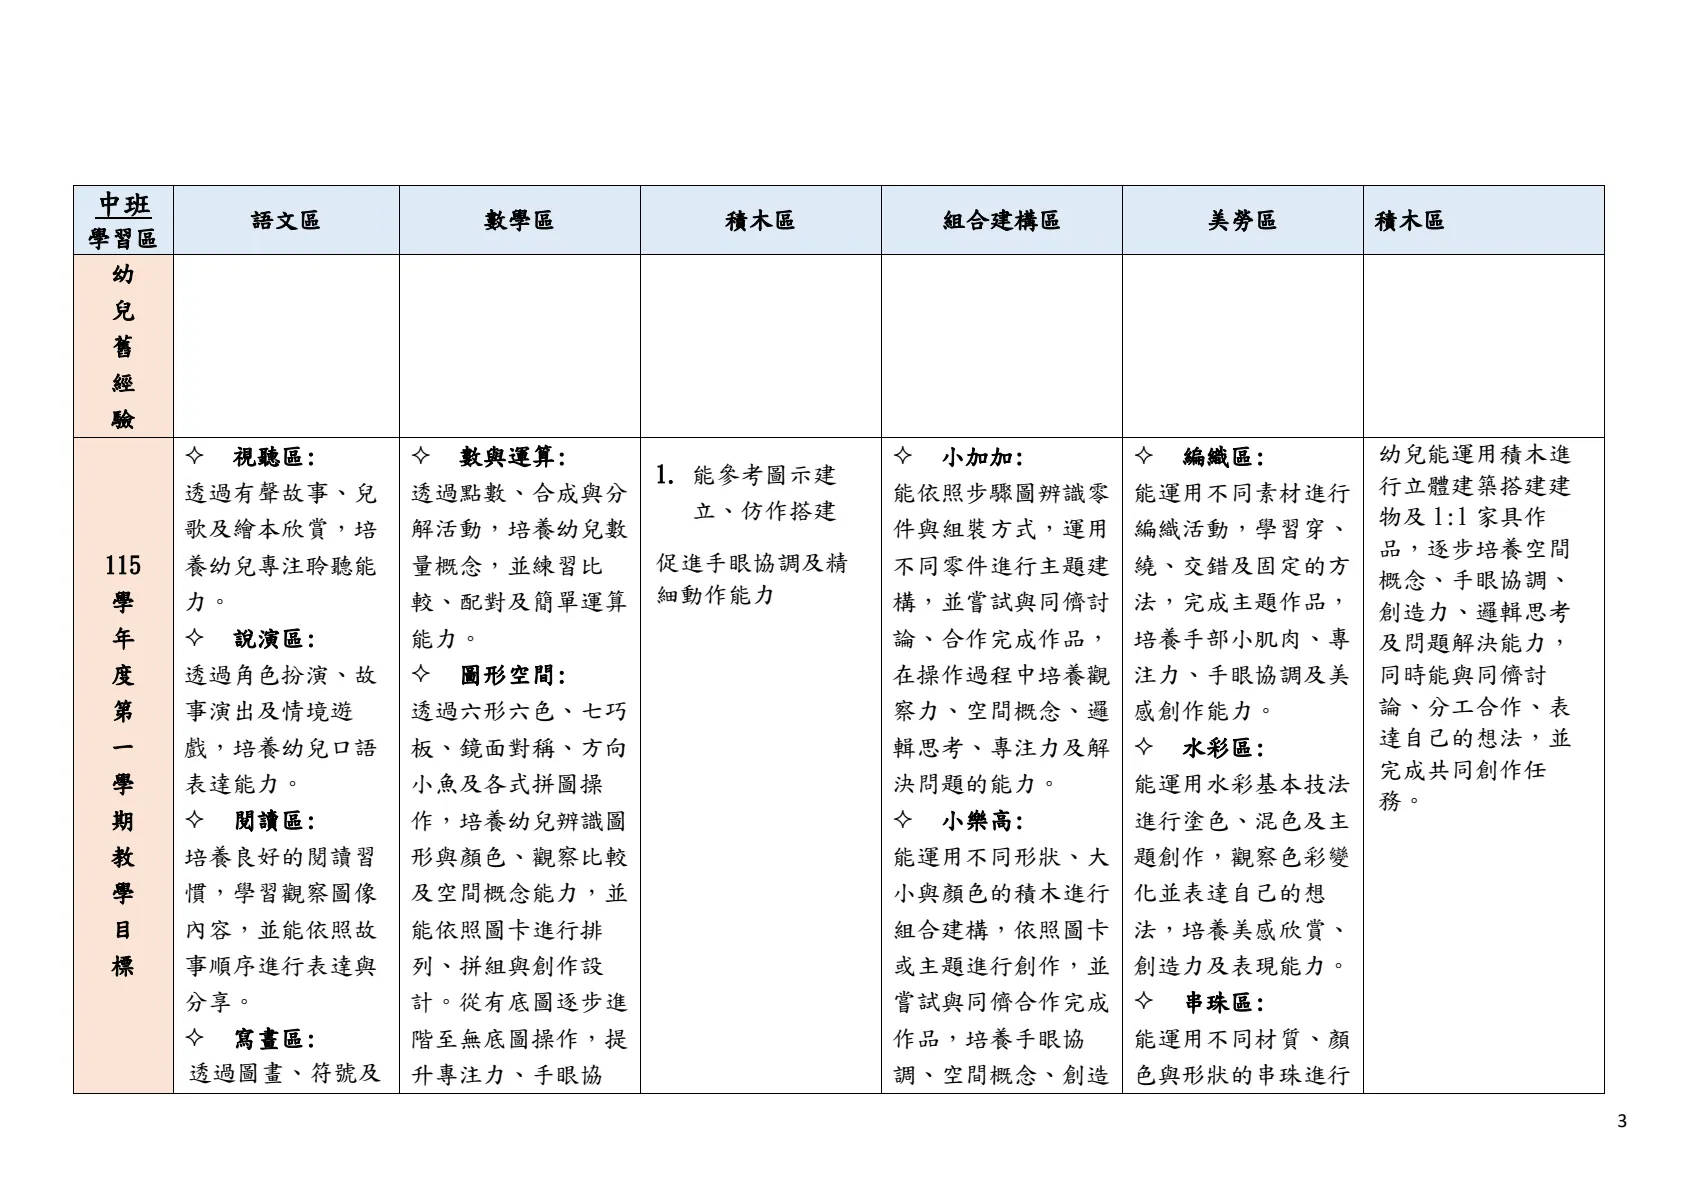 中班
學習區
語文區
數學區
積木區
組合建構區
美勞區
積木區
幼
兒
舊
經
驗
115
學
年
度
第
一
學
期
教
學
目
標
✧ 視聽區:
透過有聲故事、兒
歌及繪本欣賞，培
養幼兒專注聆聽能
力。
✧ 說演區:
透過角色扮演、故
事演出及情境遊
戲，培養幼兒口語
表達能力。
✧ 閱讀區:
培養良好的閱讀習
慣，學習觀察圖像
內容，並能依照故
事順序進行表達與
分享。
✧ 寫畫區:
透過圖畫、符號及
✧ 數與運算:
透過點數、合成與分
解活動，培養幼兒數
量概念，並練習比
較、配對及簡單運算
能力。
✧ 圖形空間:
透過六形六色、七巧
板、鏡面對稱、方向
小魚及各式拼圖操
作，培養幼兒辨識圖
形與顏色、觀察比較
及空間概念能力，並
能依照圖卡進行排
列、拼組與創作設
計。從有底圖逐步進
階至無底圖操作，提
升專注力、手眼協
1. 能參考圖示建
立、仿作搭建
促進手眼協調及精
細動作能力
✧ 小加加:
能依照步驟圖辨識零
件與組裝方式，運用
不同零件進行主題建
構，並嘗試與同儕討
論、合作完成作品，
在操作過程中培養觀
察力、空間概念、邏
輯思考、專注力及解
決問題的能力。
✧ 小樂高:
能運用不同形狀、大
小與顏色的積木進行
組合建構，依照圖卡
或主題進行創作，並
嘗試與同儕合作完成
作品，培養手眼協
調、空間概念、創造
✧ 編織區:
能運用不同素材進行
編織活動，學習穿、
繞、交錯及固定的方
法，完成主題作品，
培養手部小肌肉、專
注力、手眼協調及美
感創作能力。
✧ 水彩區:
能運用水彩基本技法
進行塗色、混色及主
題創作，觀察色彩變
化並表達自己的想
法，培養美感欣賞、
創造力及表現能力。
✧ 串珠區:
能運用不同材質、顏
色與形狀的串珠進行
幼兒能運用積木進
行立體建築搭建建
物及 1:1 家具作
品，逐步培養空間
概念、手眼協調、
創造力、邏輯思考
及問題解決能力，
同時能與同儕討
論、分工合作、表
達自己的想法，並
完成共同創作任
務。
3